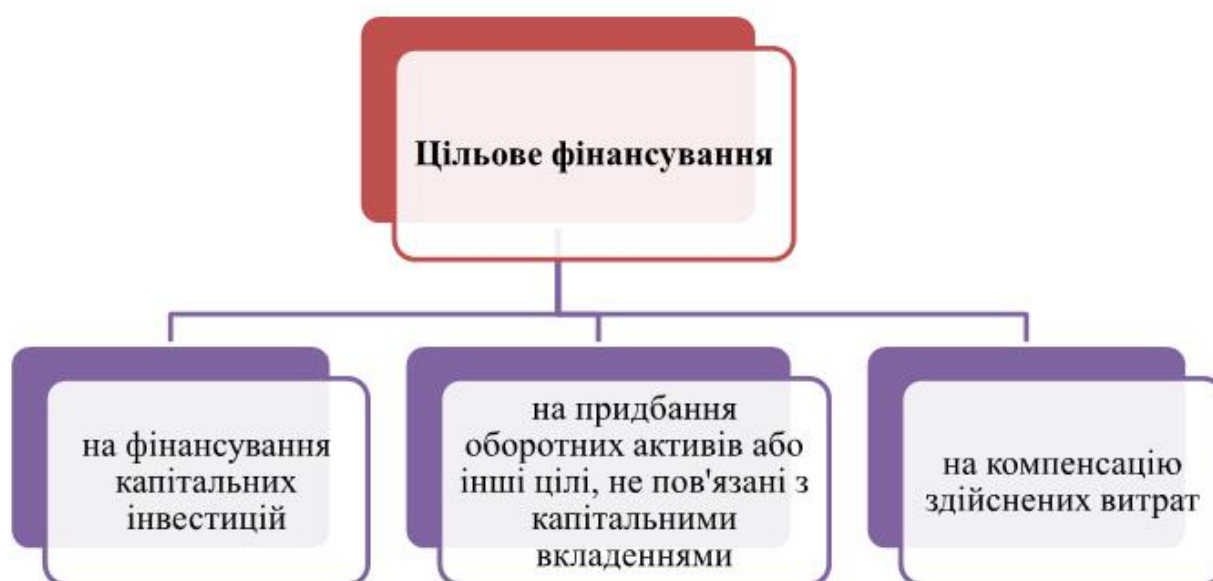 Цільове фінансування
на фінансування
капітальних
інвестицій
на придбання
оборотних активів або
інші цілі, не пов'язані з
капітальними
вкладеннями
на компенсацію
здійснених витрат